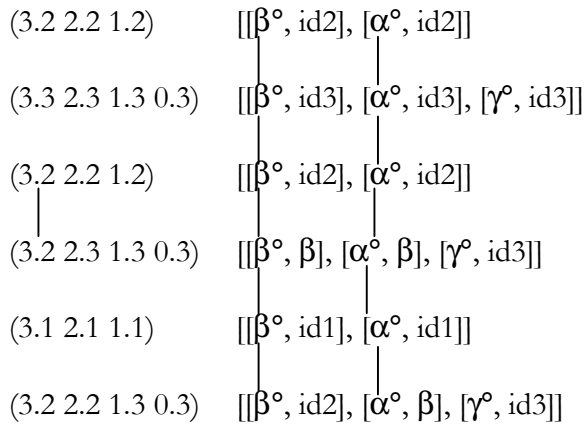 (3.2 2.2 1.2) [[β°, id2], [α°, id2]]
(3.3 2.3 1.3 0.3) [[β°, id3], [α°, id3], [γ°, id3]]
(3.2 2.2 1.2) [[β°, id2], [α°, id2]]
(3.2 2.3 1.3 0.3) [[β°, β], [α°, β], [γ°, id3]]
(3.1 2.1 1.1) [[β°, id1], [α°, id1]]
(3.2 2.2 1.3 0.3) [[β°, id2], [α°, β], [γ°, id3]]